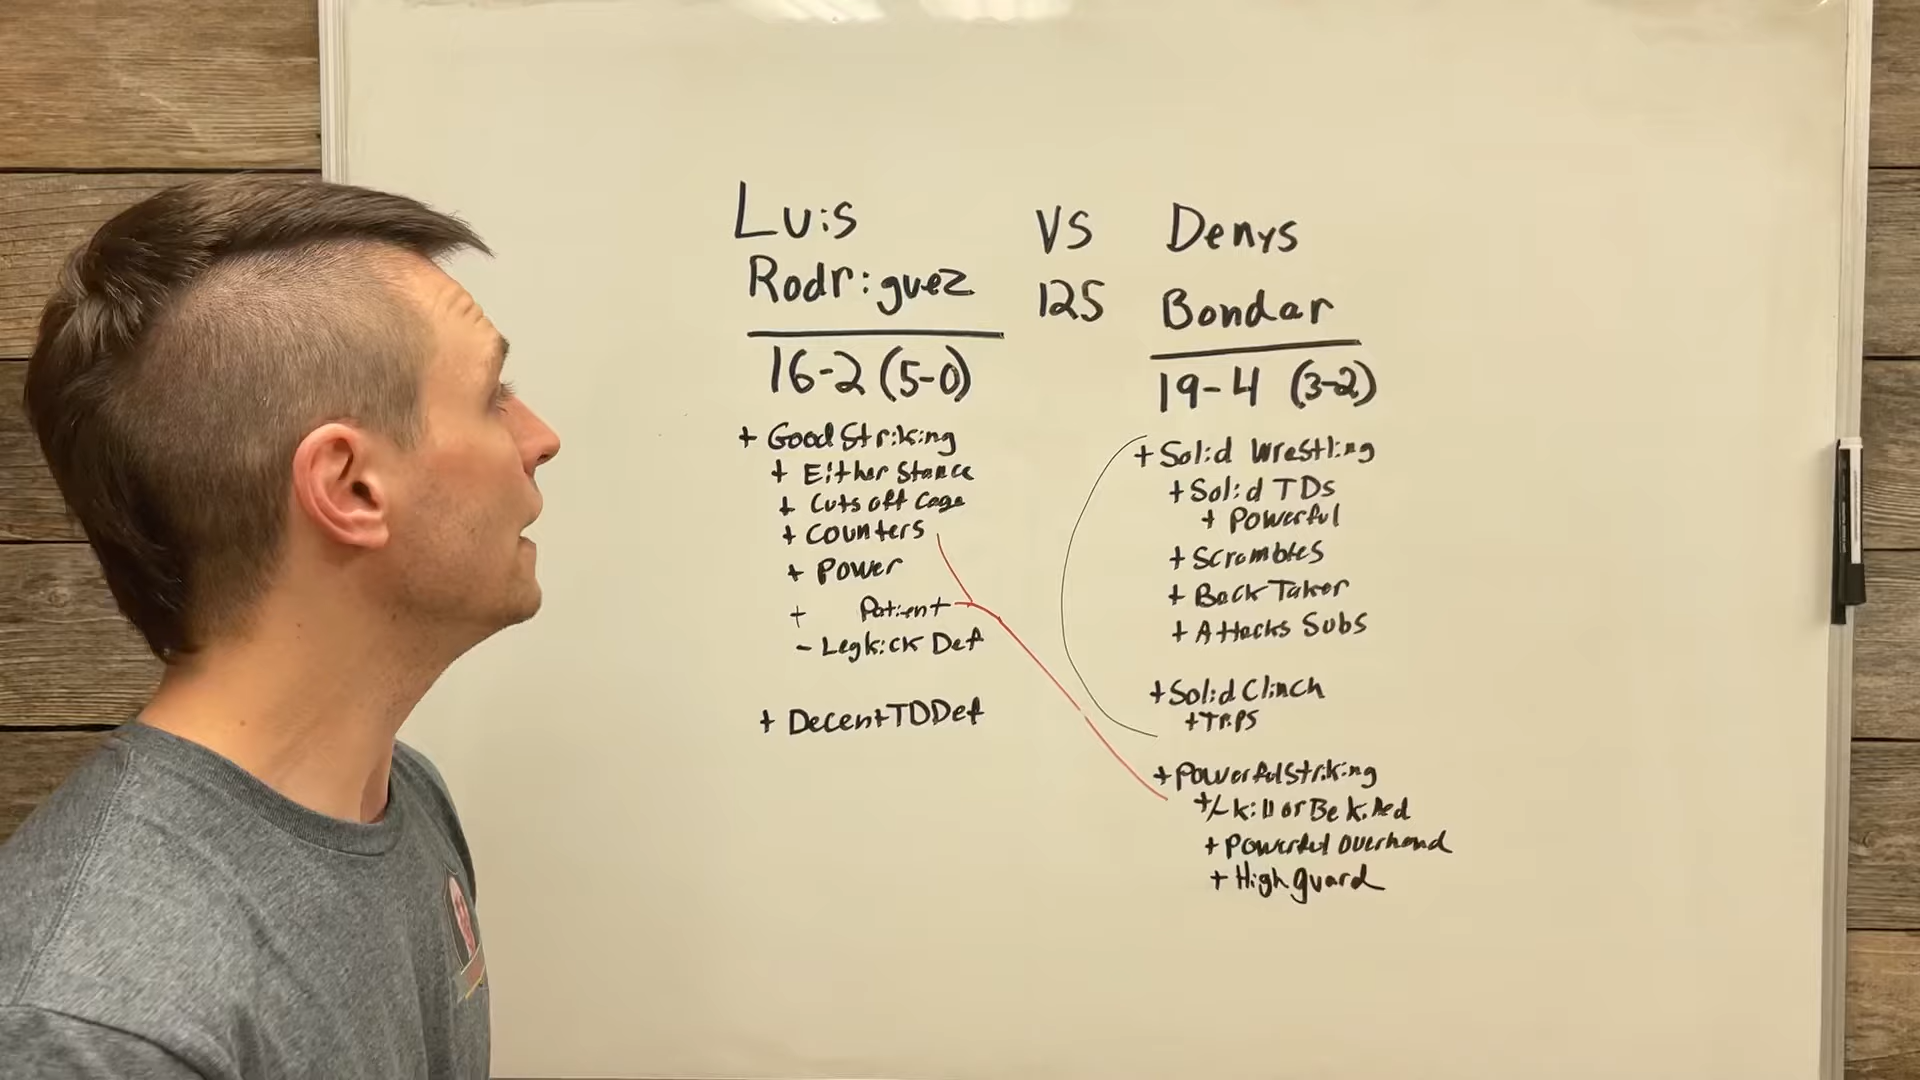 Luis
Rodriguez
16-2 (5-0)
+ Good Striking
+ Either Stance
+ Cuts off Cage
+ Counters
+ Power
+ Patient
- Legkick Def
+ Decent TD Def
VS
125
Denys
Bondar
19-4 (3-2)
+ Solid Wrestling
+ Solid TDs
+ Powerful
+ Scrambles
+ Back Taker
+ Attacks Subs
+ Solid Clinch
+ Trips
+ Powerful Striking
+/- Kill or Be Killed
+ Powerful Overhand
+ High guard